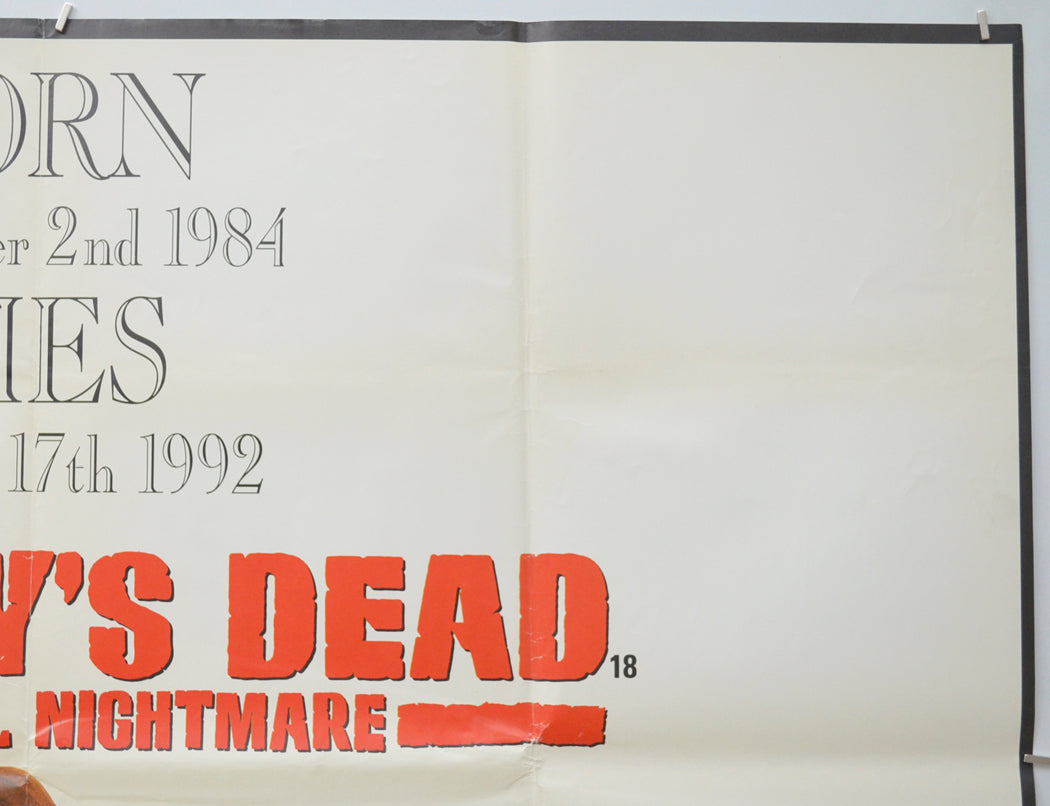 ORN
er 2nd 1984
IES
17th 1992
Y'S DEAD 18
L NIGHTMARE